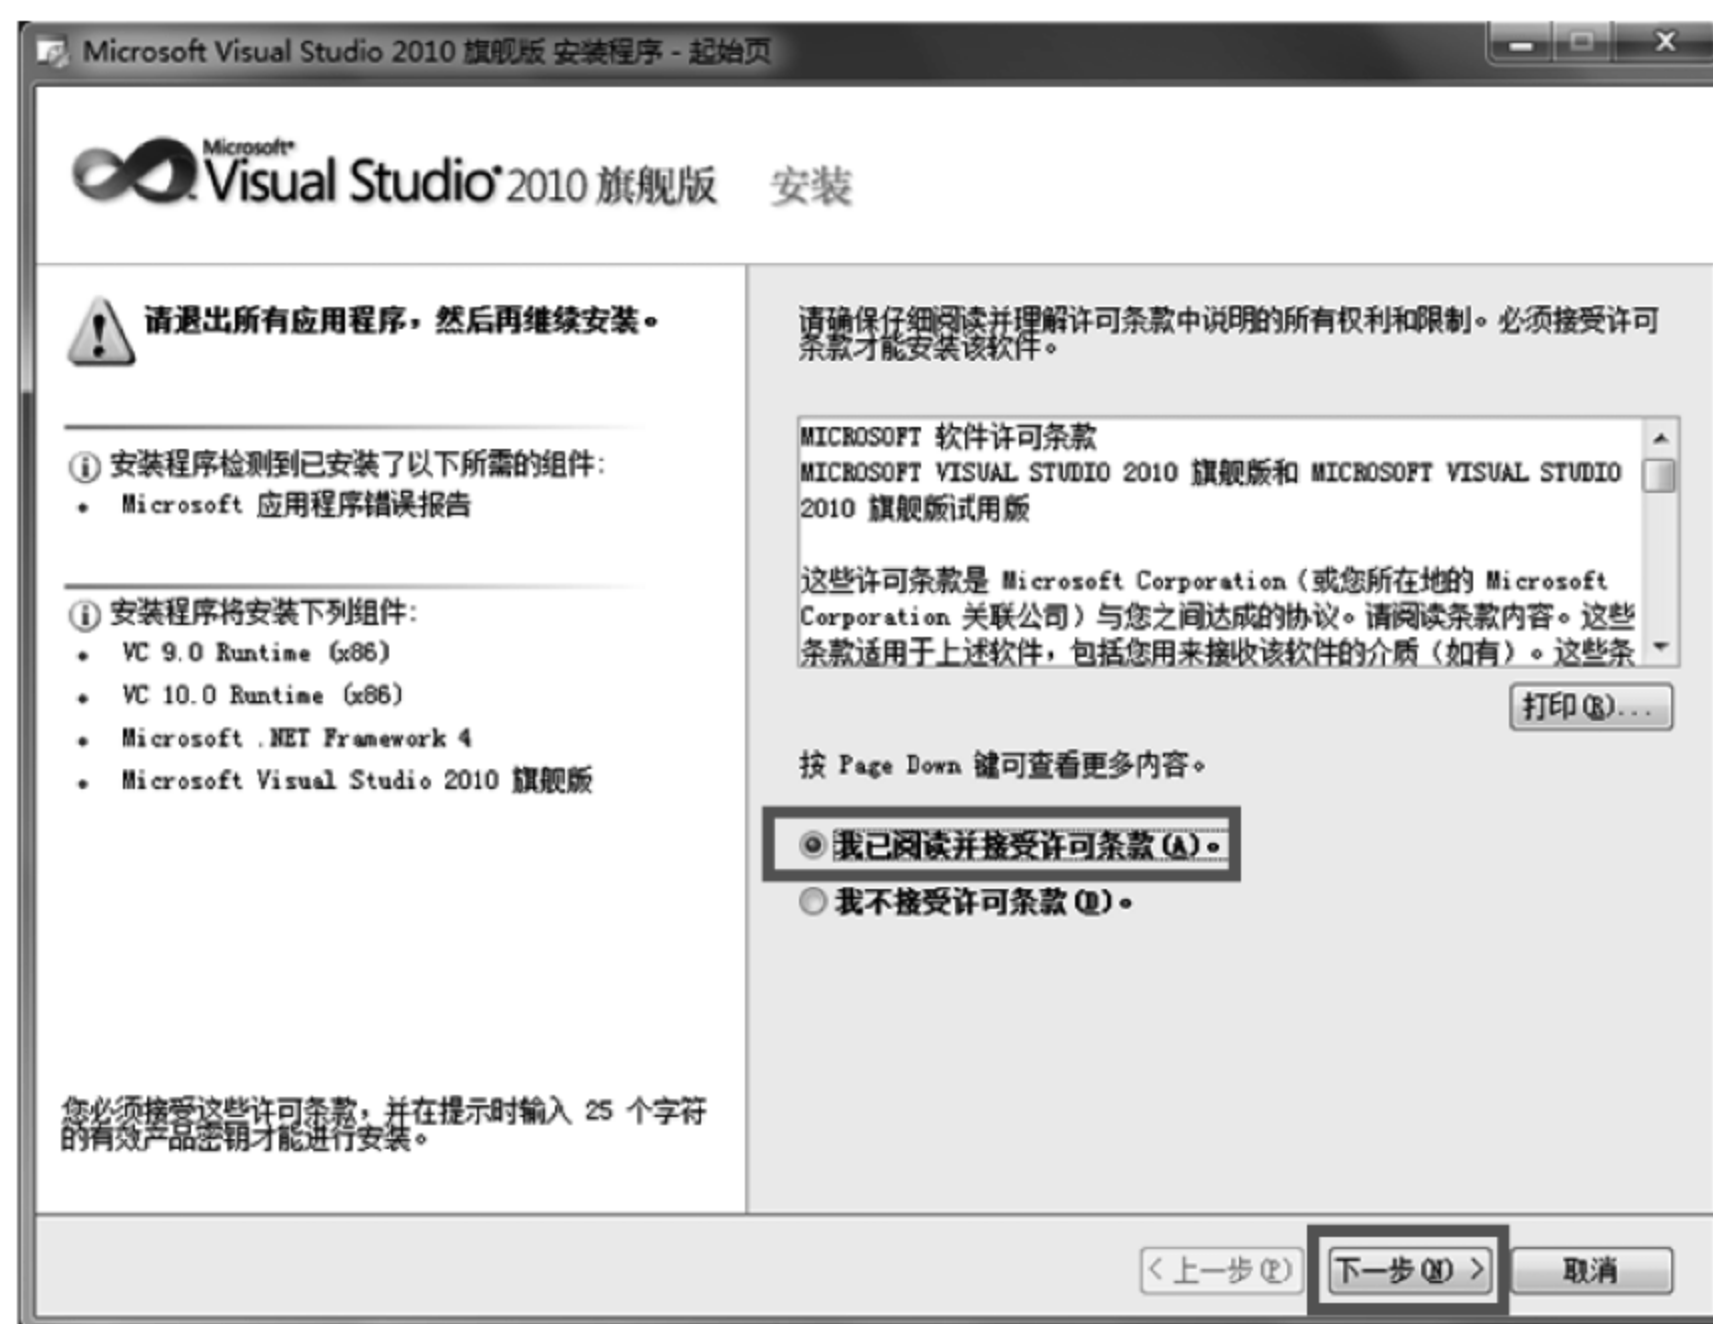 Microsoft Visual Studio 2010 旗舰版 安装程序 - 起始页
Microsoft
Visual Studio 2010 旗舰版 安装
请退出所有应用程序，然后再继续安装。
安装程序检测到已安装了以下所需的组件:
• Microsoft 应用程序错误报告
安装程序将安装下列组件:
• VC 9.0 Runtime (x86)
• VC 10.0 Runtime (x86)
• Microsoft .NET Framework 4
• Microsoft Visual Studio 2010 旗舰版
您必须接受这些许可条款，并在提示时输入 25 个字符
的有效产品密钥才能进行安装。
请确保仔细阅读并理解许可条款中说明的所有权利和限制。必须接受许可
条款才能安装该软件。
MICROSOFT 软件许可条款
MICROSOFT VISUAL STUDIO 2010 旗舰版和 MICROSOFT VISUAL STUDIO
2010 旗舰版试用版
这些许可条款是 Microsoft Corporation（或您所在地的 Microsoft
Corporation 关联公司）与您之间达成的协议。请阅读条款内容。这些
条款适用于上述软件，包括您用来接收该软件的介质（如有）。这些条
打印(R)...
按 Page Down 键可查看更多内容。
我已阅读并接受许可条款(A)。
我不接受许可条款(D)。
< 上一步(P)
下一步(N) >
取消